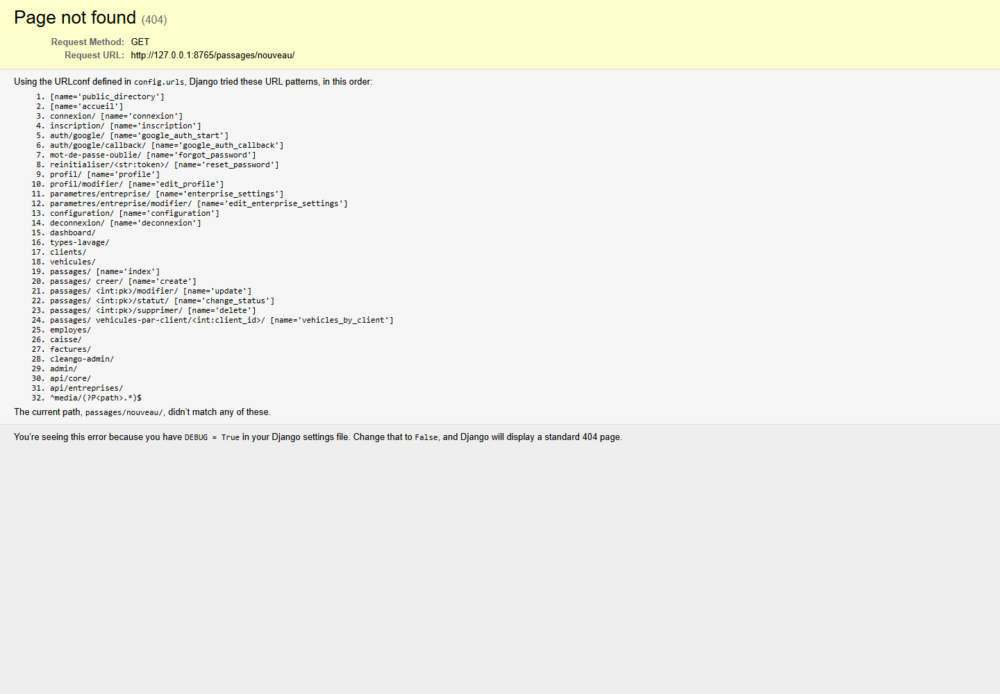 Page not found (404)
Request Method: GET
Request URL: http://127.0.0.1:8765/passages/nouveau/
Using the URLconf defined in config.urls, Django tried these URL patterns, in this order:
1. [name='public_directory']
2. [name='accueil']
3. connexion/ [name='connexion']
4. inscription/ [name='inscription']
5. auth/google/ [name='google_auth_start']
6. auth/google/callback/ [name='google_auth_callback']
7. mot-de-passe-oublie/ [name='forgot_password']
8. reinitialiser/<str:token>/ [name='reset_password']
9. profil/ [name='profile']
10. profil/modifier/ [name='edit_profile']
11. parametres/entreprise/ [name='enterprise_settings']
12. parametres/entreprise/modifier/ [name='edit_enterprise_settings']
13. configuration/ [name='configuration']
14. deconnexion/ [name='deconnexion']
15. dashboard/
16. types-lavage/
17. clients/
18. vehicules/
19. passages/ [name='index']
20. passages/ creer/ [name='create']
21. passages/ <int:pk>/modifier/ [name='update']
22. passages/ <int:pk>/statut/ [name='change_status']
23. passages/ <int:pk>/supprimer/ [name='delete']
24. passages/ vehicules-par-client/<int:client_id>/ [name='vehicles_by_client']
25. employes/
26. caisse/
27. factures/
28. cleango-admin/
29. admin/
30. api/core/
31. api/entreprises/
32. ^media/(?P<path>.*)$
The current path, passages/nouveau/, didn’t match any of these.
You’re seeing this error because you have DEBUG = True in your Django settings file. Change that to False, and Django will display a standard 404 page.